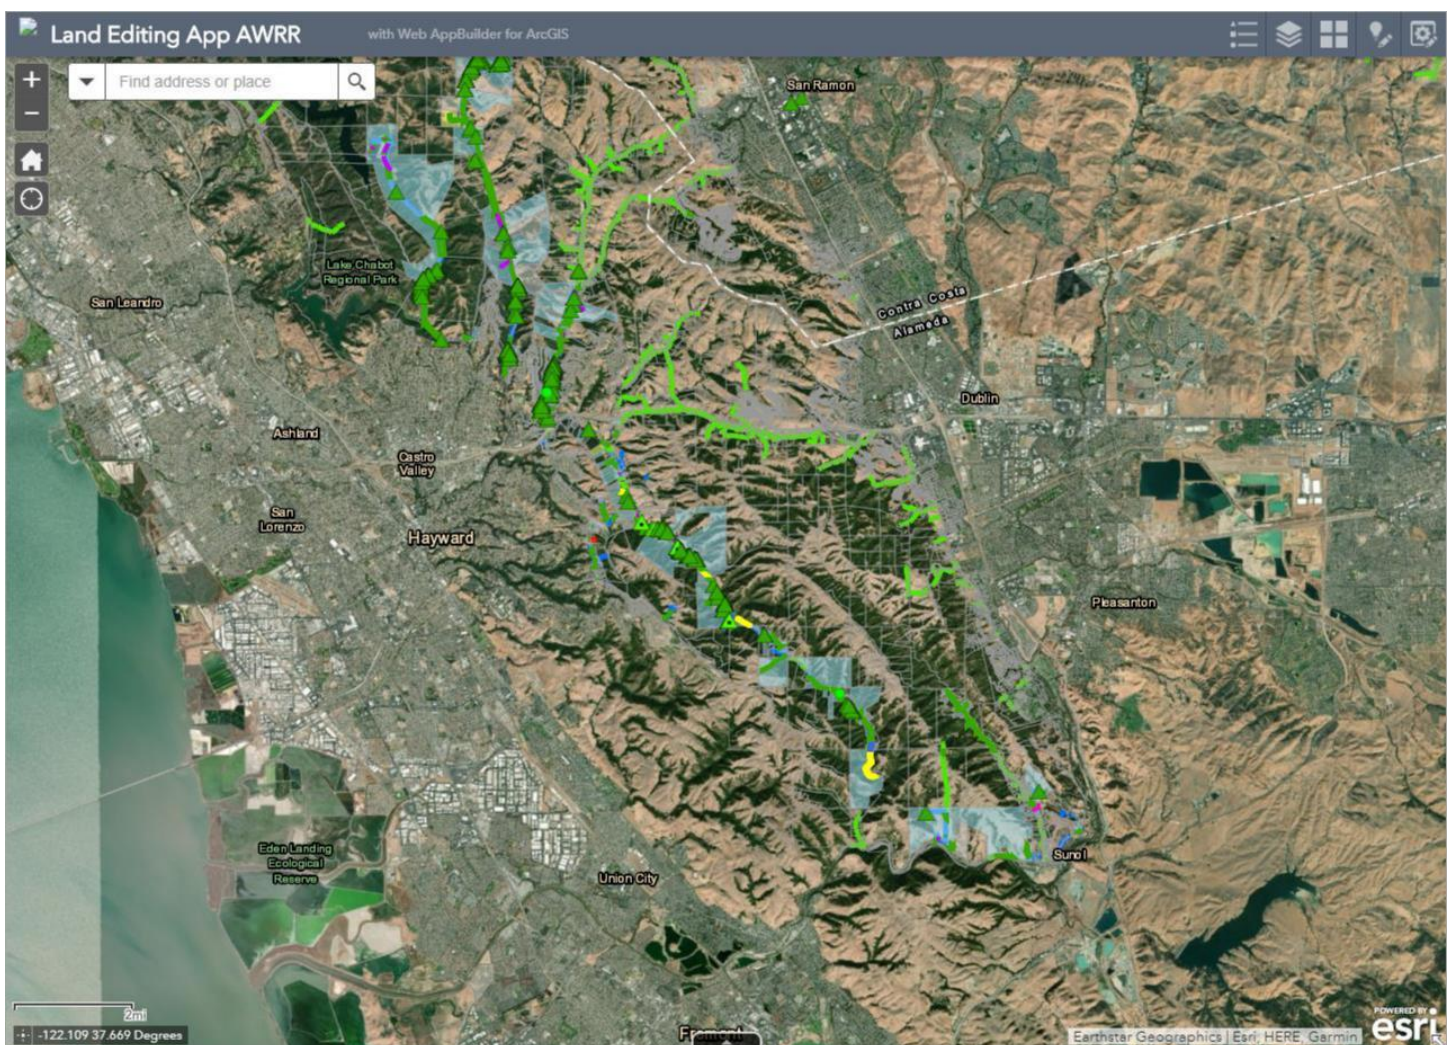 Land Editing App AWRR
with Web AppBuilder for ArcGIS
Find address or place
San Ramon
Lake Chabot
Regional Park
San Leandro
Contra Costa
Alameda
Dublin
Ashland
Castro
Valley
San
Lorenzo
Hayward
Pleasanton
Eden Landing
Ecological
Reserve
Sunol
Union City
2mi
-122.109 37.669 Degrees
Fremont
Earthstar Geographics | Esri, HERE, Garmin
POWERED BY
esri